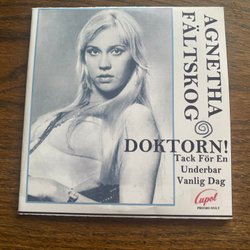 AGNETHA
FÄLTSKOG
DOKTORN!
Tack För En
Underbar
Vanlig Dag
Cupol
PROMO ONLY